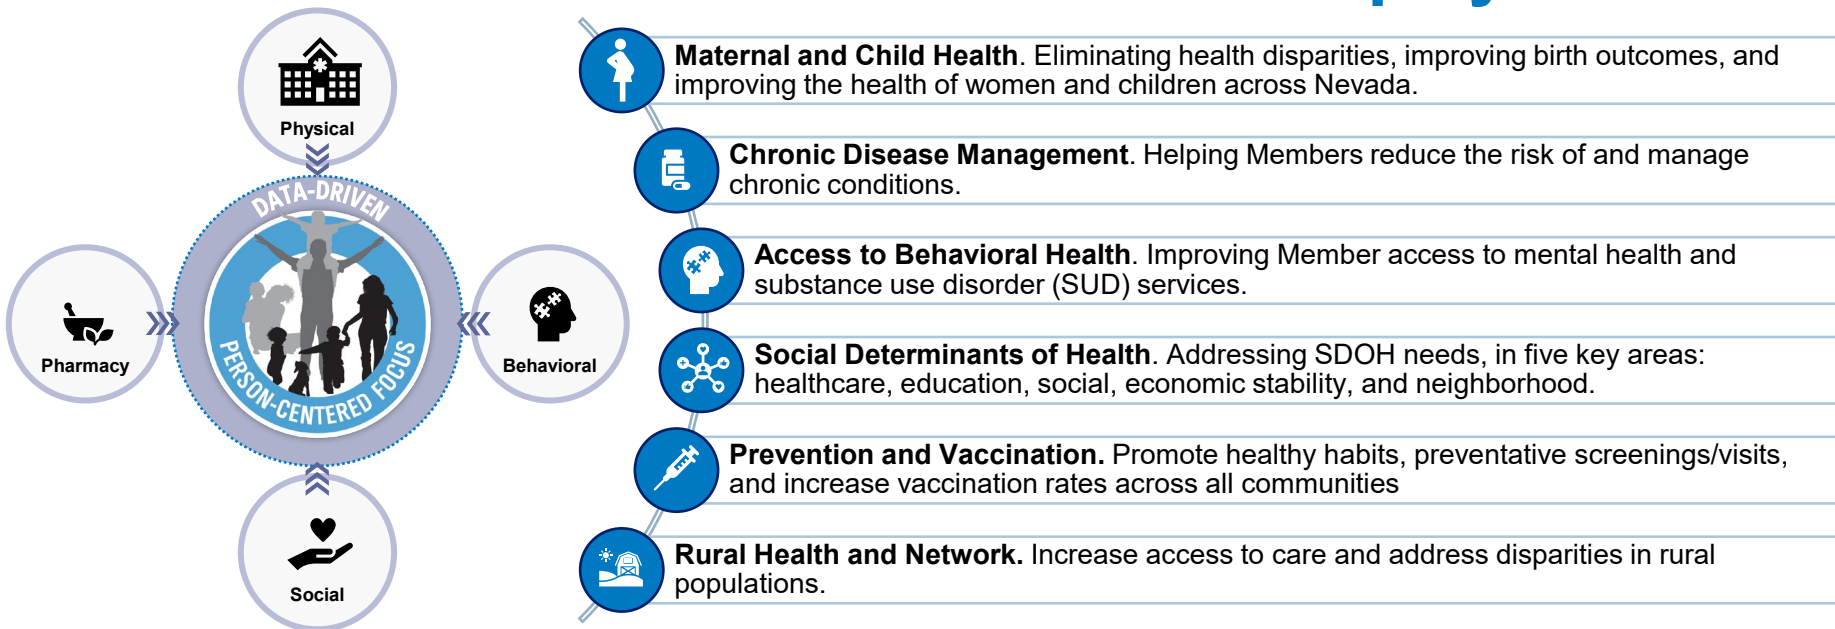 Physical
DATA-DRIVEN
PERSON-CENTERED FOCUS
Pharmacy
Behavioral
Social
Maternal and Child Health. Eliminating health disparities, improving birth outcomes, and
improving the health of women and children across Nevada.
Chronic Disease Management. Helping Members reduce the risk of and manage
chronic conditions.
Access to Behavioral Health. Improving Member access to mental health and
substance use disorder (SUD) services.
Social Determinants of Health. Addressing SDOH needs, in five key areas:
healthcare, education, social, economic stability, and neighborhood.
Prevention and Vaccination. Promote healthy habits, preventative screenings/visits,
and increase vaccination rates across all communities
Rural Health and Network. Increase access to care and address disparities in rural
populations.